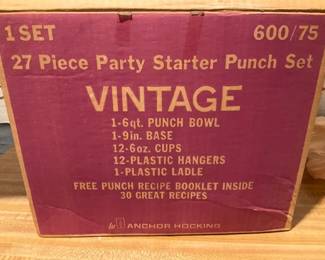 1 SET 600/75
27 Piece Party Starter Punch Set
VINTAGE
1-6qt. PUNCH BOWL
1-9in. BASE
12-6oz. CUPS
12-PLASTIC HANGERS
1-PLASTIC LADLE
FREE PUNCH RECIPE BOOKLET INSIDE
30 GREAT RECIPES
by ANCHOR HOCKING